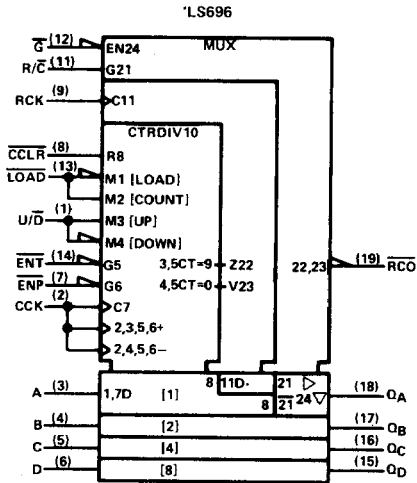 'LS696
G (12) EN24 MUX
R/C (11) G21
RCK (9) C11
CTRDIV10
CCLR (8) R8
LOAD (13) M1 [LOAD]
M2 [COUNT]
U/D (1) M3 [UP]
M4 [DOWN]
ENT (14) G5 3,5CT=9 Z22 22,23 (19) RCO
ENP (7) G6 4,5CT=0 V23
CCK (2) C7
2,3,5,6+
2,4,5,6−
A (3) 1,7D [1] 8 11D 21 ▷ (18) QA
8 21 24 ▽
B (4) [2] (17) QB
C (5) [4] (16) QC
D (6) [8] (15) QD